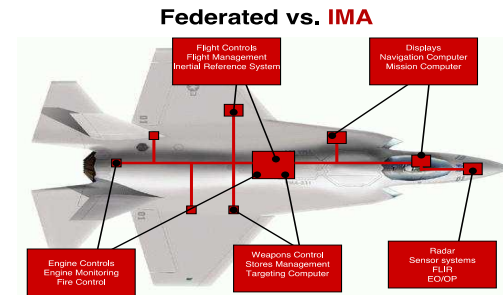 Federated vs. IMA
Flight Controls
Flight Management
Inertial Reference System
Displays
Navigation Computer
Mission Computer
Engine Controls
Engine Monitoring
Fire Control
Weapons Control
Stores Management
Targeting Computer
Radar
Sensor systems
FLIR
EO/OP